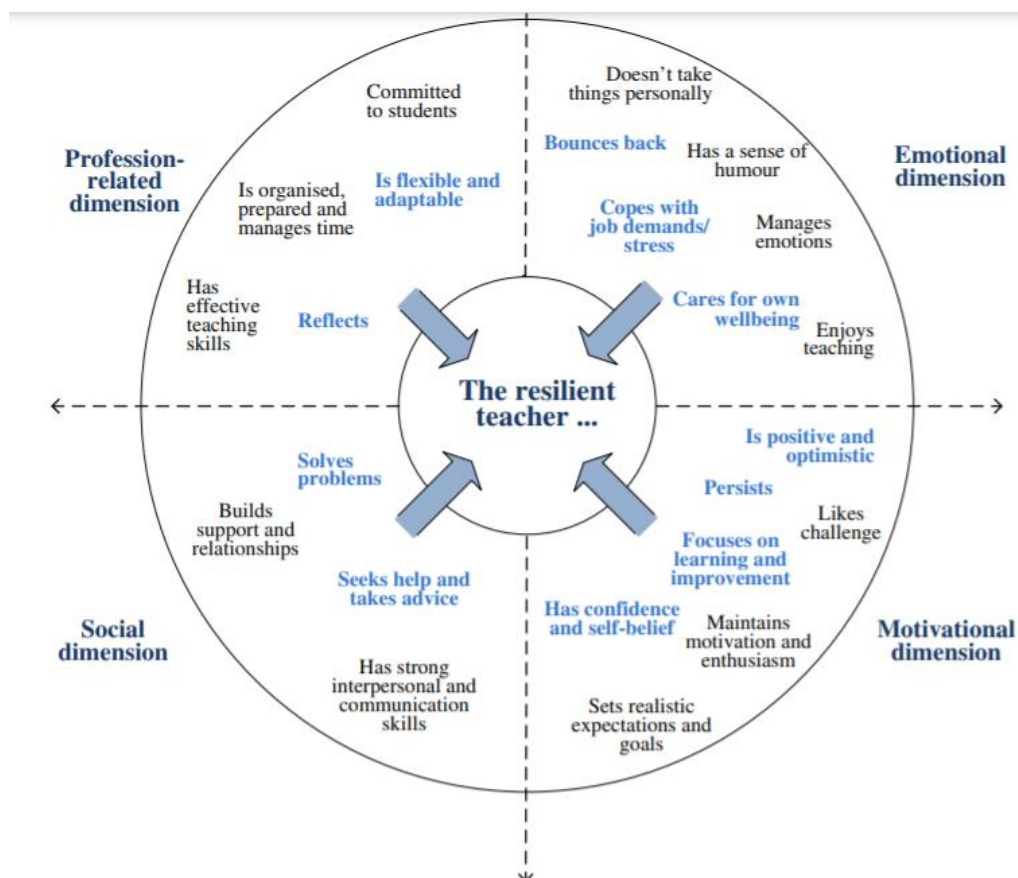 Profession-
related
dimension
Committed
to students
Is organised,
prepared and
manages time
Is flexible and
adaptable
Has
effective
teaching
skills
Reflects
Emotional
dimension
Doesn't take
things personally
Bounces back
Has a sense of
humour
Copes with
job demands/
stress
Manages
emotions
Cares for own
wellbeing
Enjoys
teaching
The resilient
teacher ...
Social
dimension
Solves
problems
Builds
support and
relationships
Seeks help and
takes advice
Has strong
interpersonal and
communication
skills
Motivational
dimension
Is positive and
optimistic
Persists
Likes
challenge
Focuses on
learning and
improvement
Has confidence
and self-belief
Maintains
motivation and
enthusiasm
Sets realistic
expectations and
goals